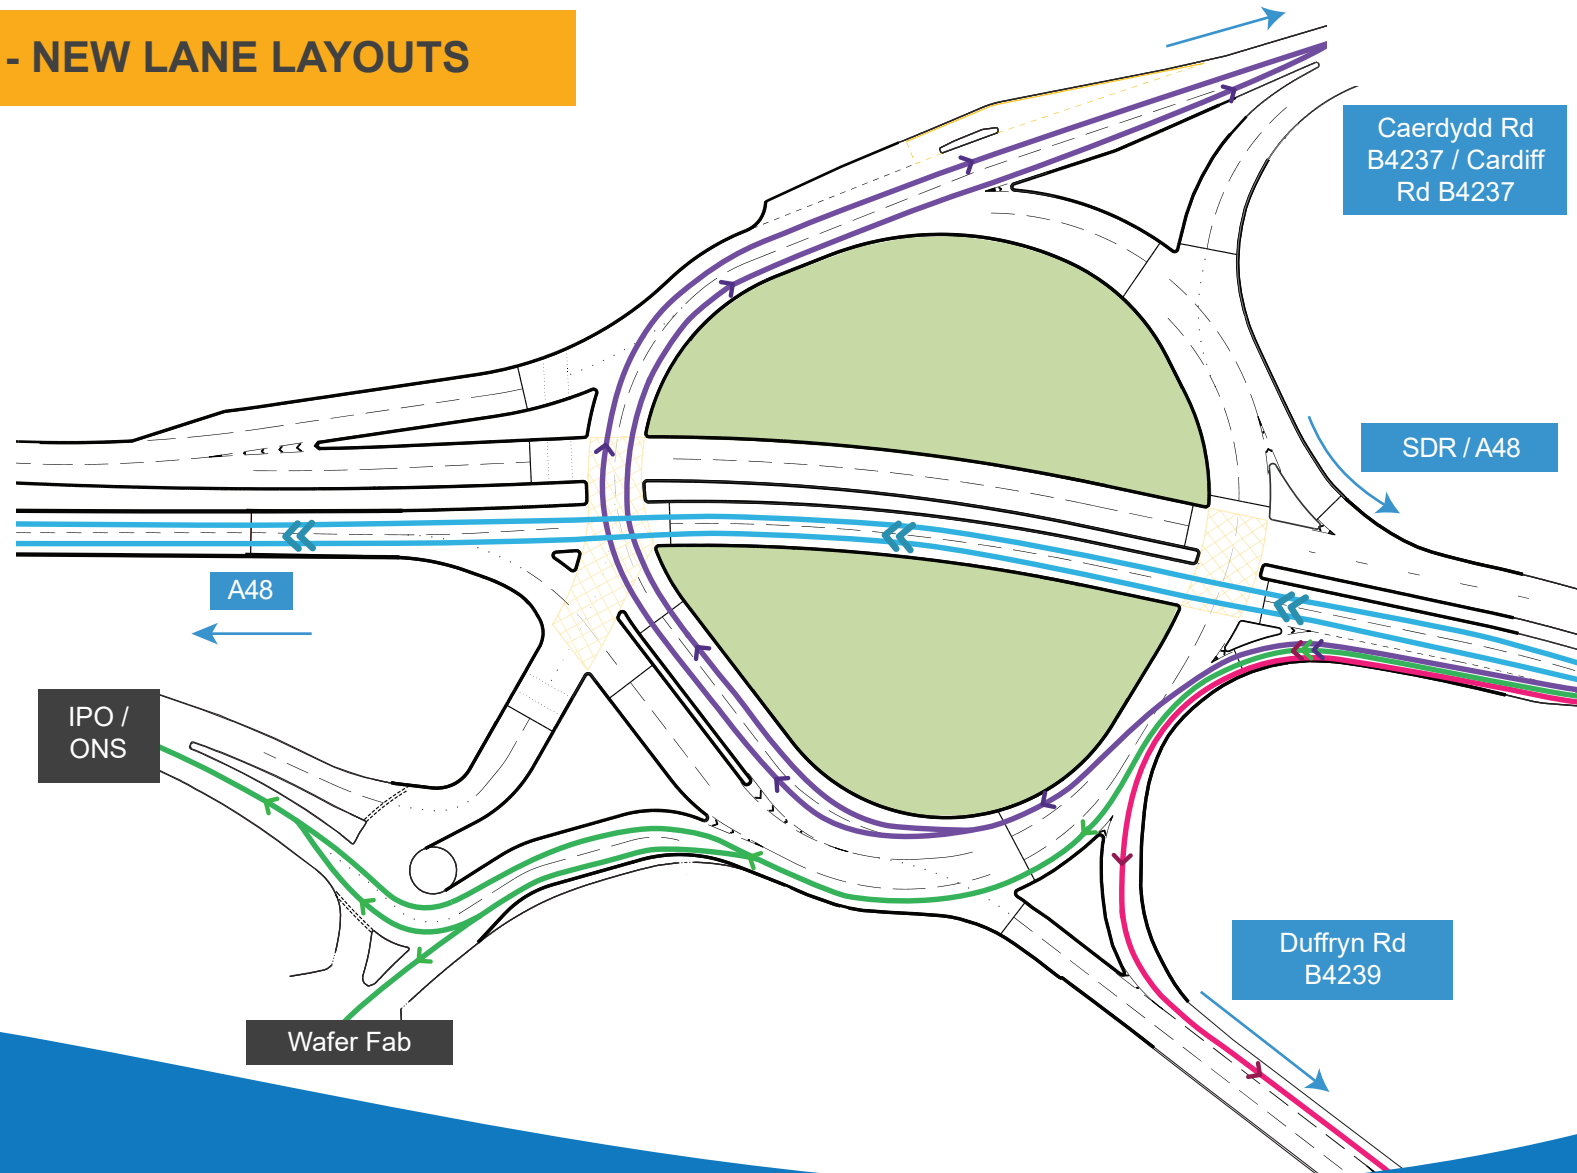 - NEW LANE LAYOUTS
Caerdydd Rd
B4237 / Cardiff
Rd B4237
SDR / A48
A48
IPO /
ONS
Duffryn Rd
B4239
Wafer Fab